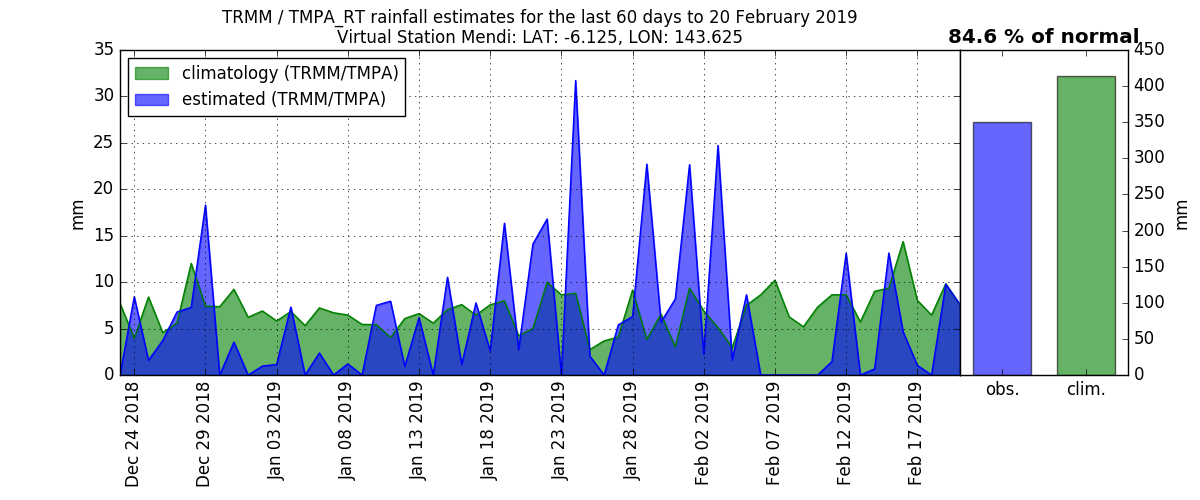 TRMM / TMPA_RT rainfall estimates for the last 60 days to 20 February 2019
Virtual Station Mendi: LAT: -6.125, LON: 143.625
84.6 % of normal
climatology (TRMM/TMPA)
estimated (TRMM/TMPA)
35
30
25
20
15
10
5
0
mm
450
400
350
300
250
200
150
100
50
0
mm
Dec 24 2018
Dec 29 2018
Jan 03 2019
Jan 08 2019
Jan 13 2019
Jan 18 2019
Jan 23 2019
Jan 28 2019
Feb 02 2019
Feb 07 2019
Feb 12 2019
Feb 17 2019
obs.
clim.